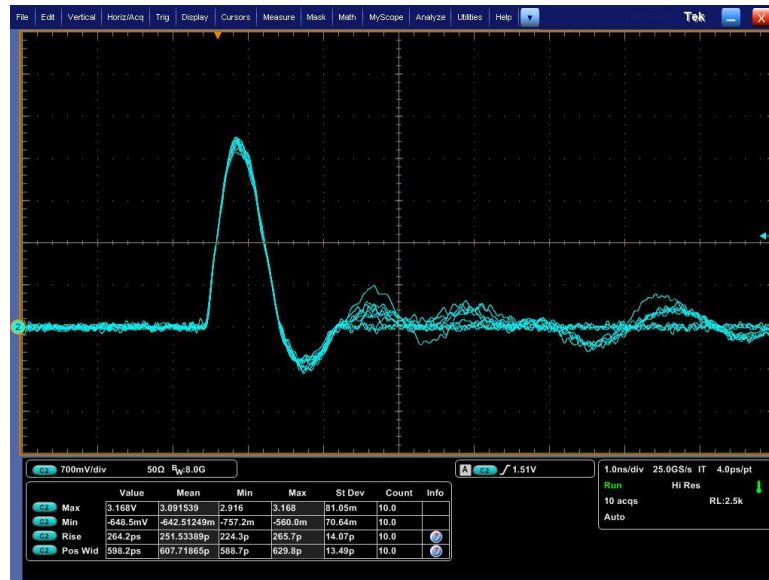 File Edit Vertical Horiz/Acq Trig Display Cursors Measure Mask Math MyScope Analyze Utilities Help Tek X
2
C2 700mV/div 50Ω BW:8.0G
A C2 1.51V
1.0ns/div 25.0GS/s IT 4.0ps/pt
Run Hi Res
10 acqs RL:2.5k
Auto
Value Mean Min Max St Dev Count Info
C2 Max 3.168V 3.091539 2.916 3.168 81.05m 10.0
C2 Min -648.5mV -642.51249m -757.2m -560.0m 70.64m 10.0
C2 Rise 264.2ps 251.53389p 224.3p 265.7p 14.07p 10.0
C2 Pos Wid 598.2ps 607.71865p 588.7p 629.8p 13.49p 10.0